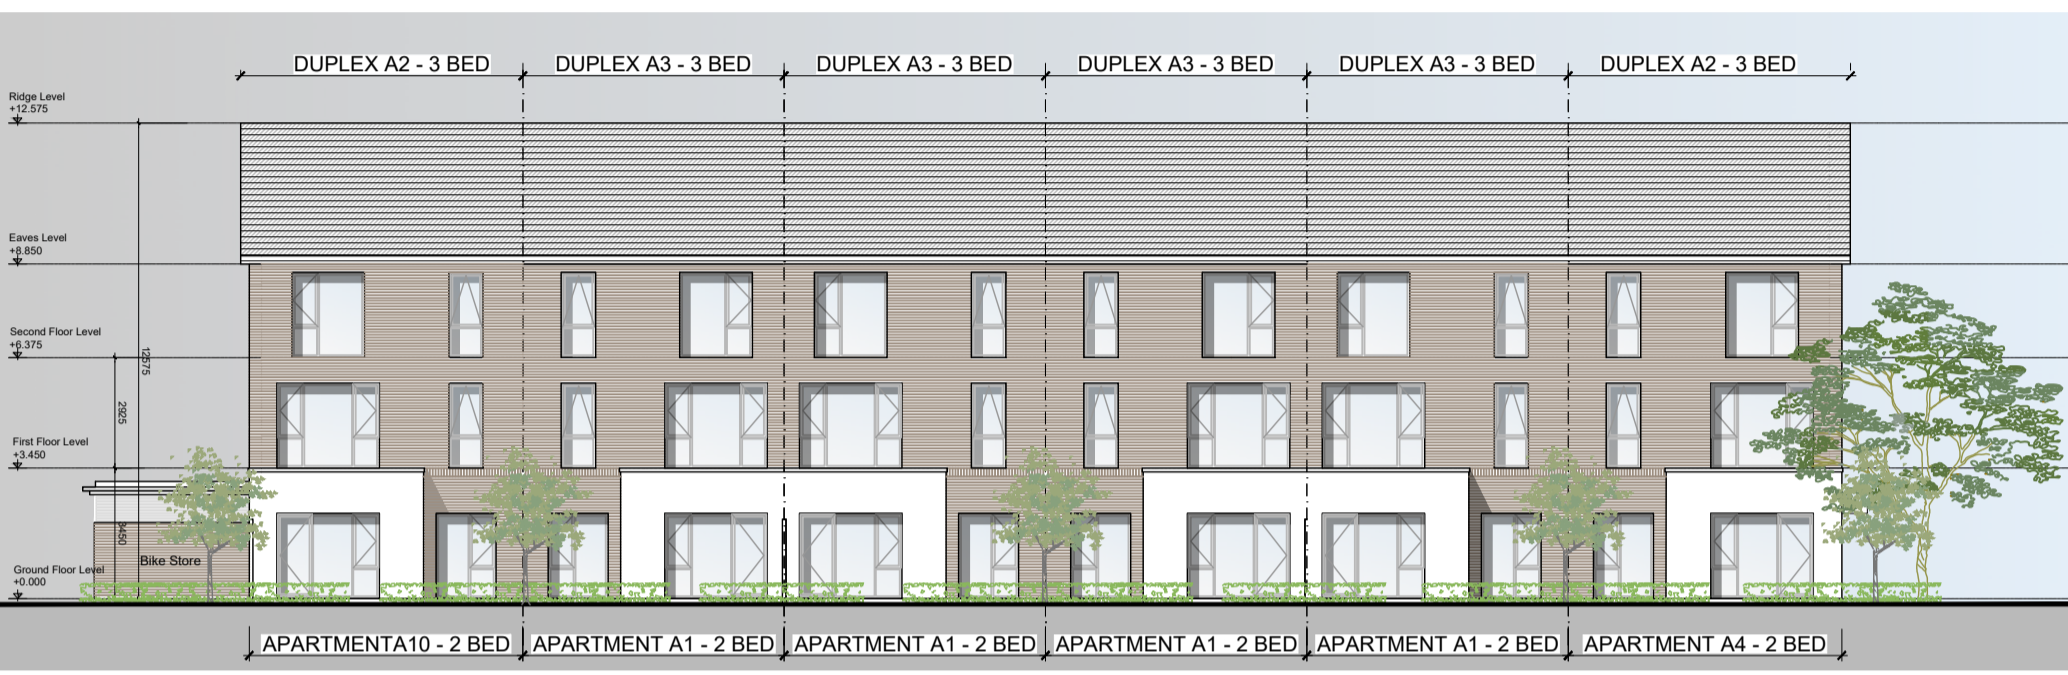 DUPLEX A2 - 3 BED
DUPLEX A3 - 3 BED
DUPLEX A3 - 3 BED
DUPLEX A3 - 3 BED
DUPLEX A3 - 3 BED
DUPLEX A2 - 3 BED
Ridge Level
+12.575
Eaves Level
+8.850
Second Floor Level
+6.375
12575
2925
First Floor Level
+3.450
3450
Bike Store
Ground Floor Level
+0.000
APARTMENTA10 - 2 BED
APARTMENT A1 - 2 BED
APARTMENT A1 - 2 BED
APARTMENT A1 - 2 BED
APARTMENT A1 - 2 BED
APARTMENT A4 - 2 BED